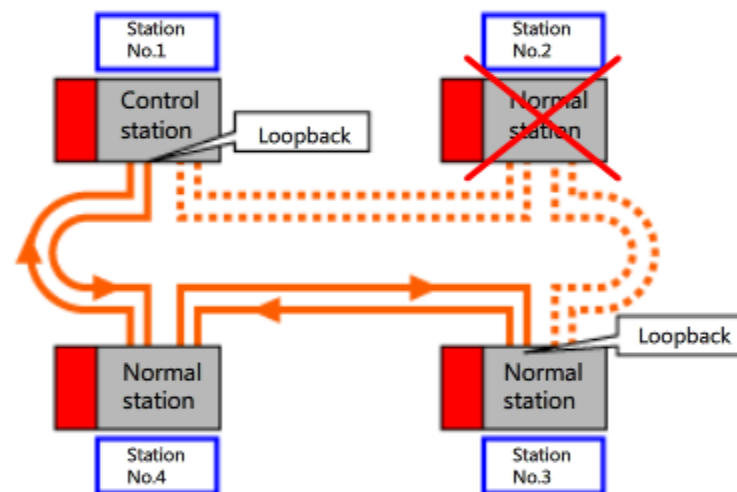 Station
No.1
Station
No.2
Control
station
Normal
station
Loopback
Loopback
Normal
station
Normal
station
Station
No.4
Station
No.3